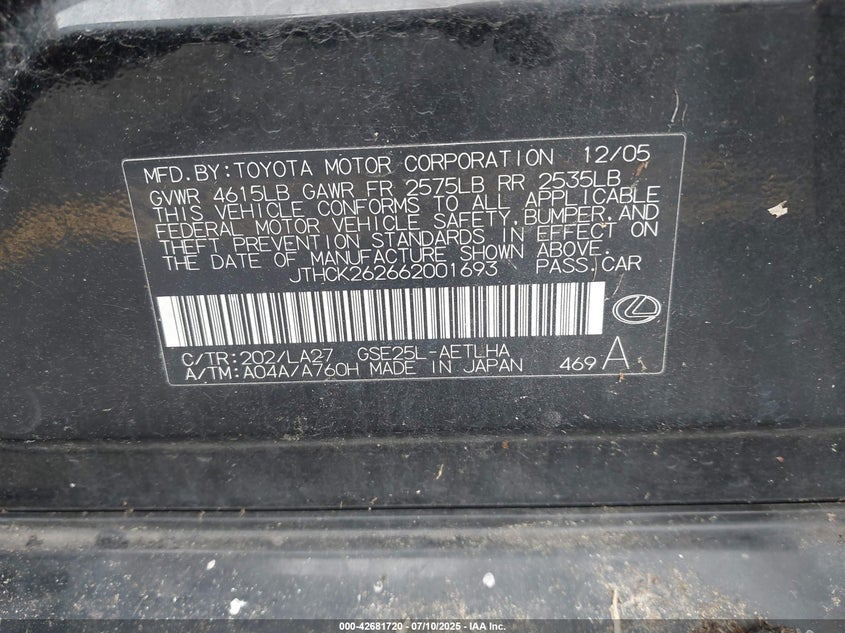 MFD.BY:TOYOTA MOTOR CORPORATION 12/05
GVWR 4615LB GAWR FR 2575LB RR 2535LB
THIS VEHICLE CONFORMS TO ALL APPLICABLE
FEDERAL MOTOR VEHICLE SAFETY, BUMPER, AND
THEFT PREVENTION STANDARDS IN EFFECT ON
THE DATE OF MANUFACTURE SHOWN ABOVE.
JTHCK262662001693 PASS.CAR
C/TR:202/LA27 GSE25L-AETLHA
A/TM:A04A/A760H MADE IN JAPAN 469 A
000-42681720 | 07/10/2025 | IAA Inc.